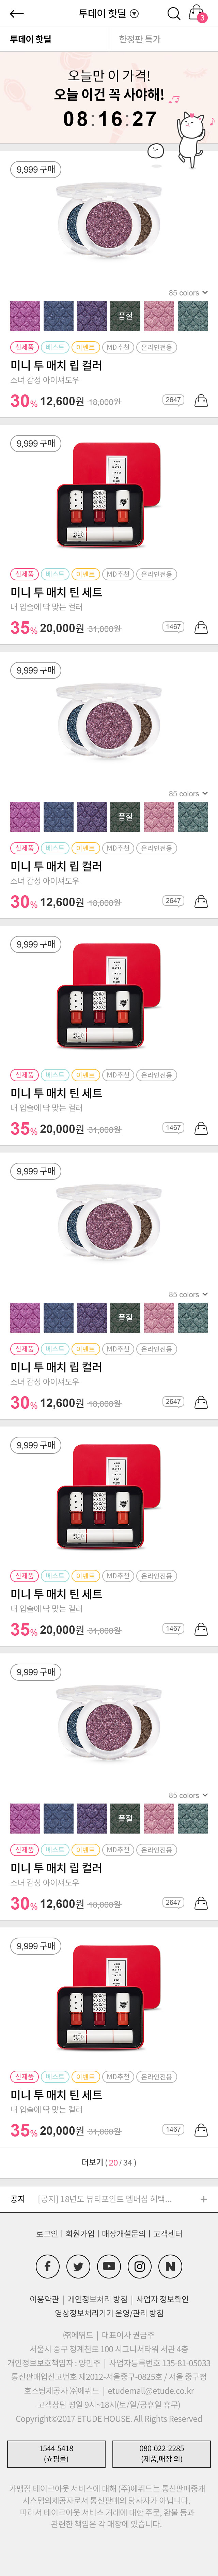 투데이 핫딜
3
투데이 핫딜
한정판 특가
오늘만 이 가격!
오늘 이건 꼭 사야해!
08:16:27
9,999 구매
85 colors
품절
신제품 베스트 이벤트 MD추천 온라인전용
미니 투 매치 립 컬러
소녀 감성 아이섀도우
30% 12,600원 18,000원 2647
9,999 구매
신제품 베스트 이벤트 MD추천 온라인전용
미니 투 매치 틴 세트
내 입술에 딱 맞는 컬러
35% 20,000원 31,000원 1467
9,999 구매
85 colors
품절
신제품 베스트 이벤트 MD추천 온라인전용
미니 투 매치 립 컬러
소녀 감성 아이섀도우
30% 12,600원 18,000원 2647
9,999 구매
신제품 베스트 이벤트 MD추천 온라인전용
미니 투 매치 틴 세트
내 입술에 딱 맞는 컬러
35% 20,000원 31,000원 1467
9,999 구매
85 colors
품절
신제품 베스트 이벤트 MD추천 온라인전용
미니 투 매치 립 컬러
소녀 감성 아이섀도우
30% 12,600원 18,000원 2647
9,999 구매
신제품 베스트 이벤트 MD추천 온라인전용
미니 투 매치 틴 세트
내 입술에 딱 맞는 컬러
35% 20,000원 31,000원 1467
9,999 구매
85 colors
품절
신제품 베스트 이벤트 MD추천 온라인전용
미니 투 매치 립 컬러
소녀 감성 아이섀도우
30% 12,600원 18,000원 2647
9,999 구매
신제품 베스트 이벤트 MD추천 온라인전용
미니 투 매치 틴 세트
내 입술에 딱 맞는 컬러
35% 20,000원 31,000원 1467
더보기 ( 20 / 34 )
공지 [공지] 18년도 뷰티포인트 멤버십 혜택... +
로그인 | 회원가입 | 매장개설문의 | 고객센터
이용약관 | 개인정보처리 방침 | 사업자 정보확인
영상정보처리기기 운영/관리 방침
㈜에뛰드 | 대표이사 권금주
서울시 중구 청계천로 100 시그니처타워 서관 4층
개인정보보호책임자 : 양민주 | 사업자등록번호 135-81-05033
통신판매업신고번호 제2012-서울중구-0825호 / 서울 중구청
호스팅제공자 ㈜에뛰드 | etudemall@etude.co.kr
고객상담 평일 9시~18시(토/일/공유일 휴무)
Copyright©2017 ETUDE HOUSE. All Rights Reserved
1544-5418
(쇼핑몰)
080-022-2285
(제품,매장 외)
가맹점 테이크아웃 서비스에 대해 (주)에뛰드는 통신판매중개
시스템의제공자로서 통신판매의 당사자가 아닙니다.
따라서 테이크아웃 서비스 거래에 대한 주문, 환불 등과
관련한 책임은 각 매장에 있습니다.